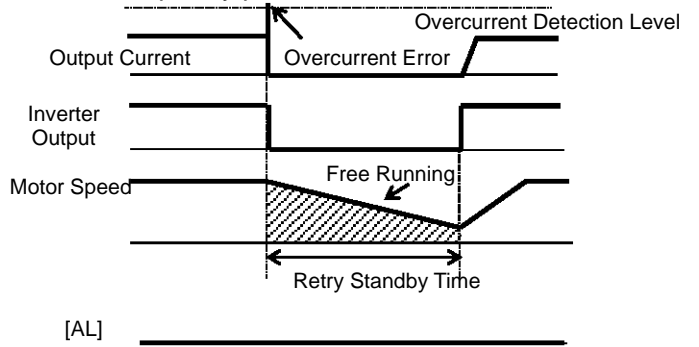 Overcurrent Detection Level
Output Current
Overcurrent Error
Inverter
Output
Motor Speed
Free Running
Retry Standby Time
[AL]